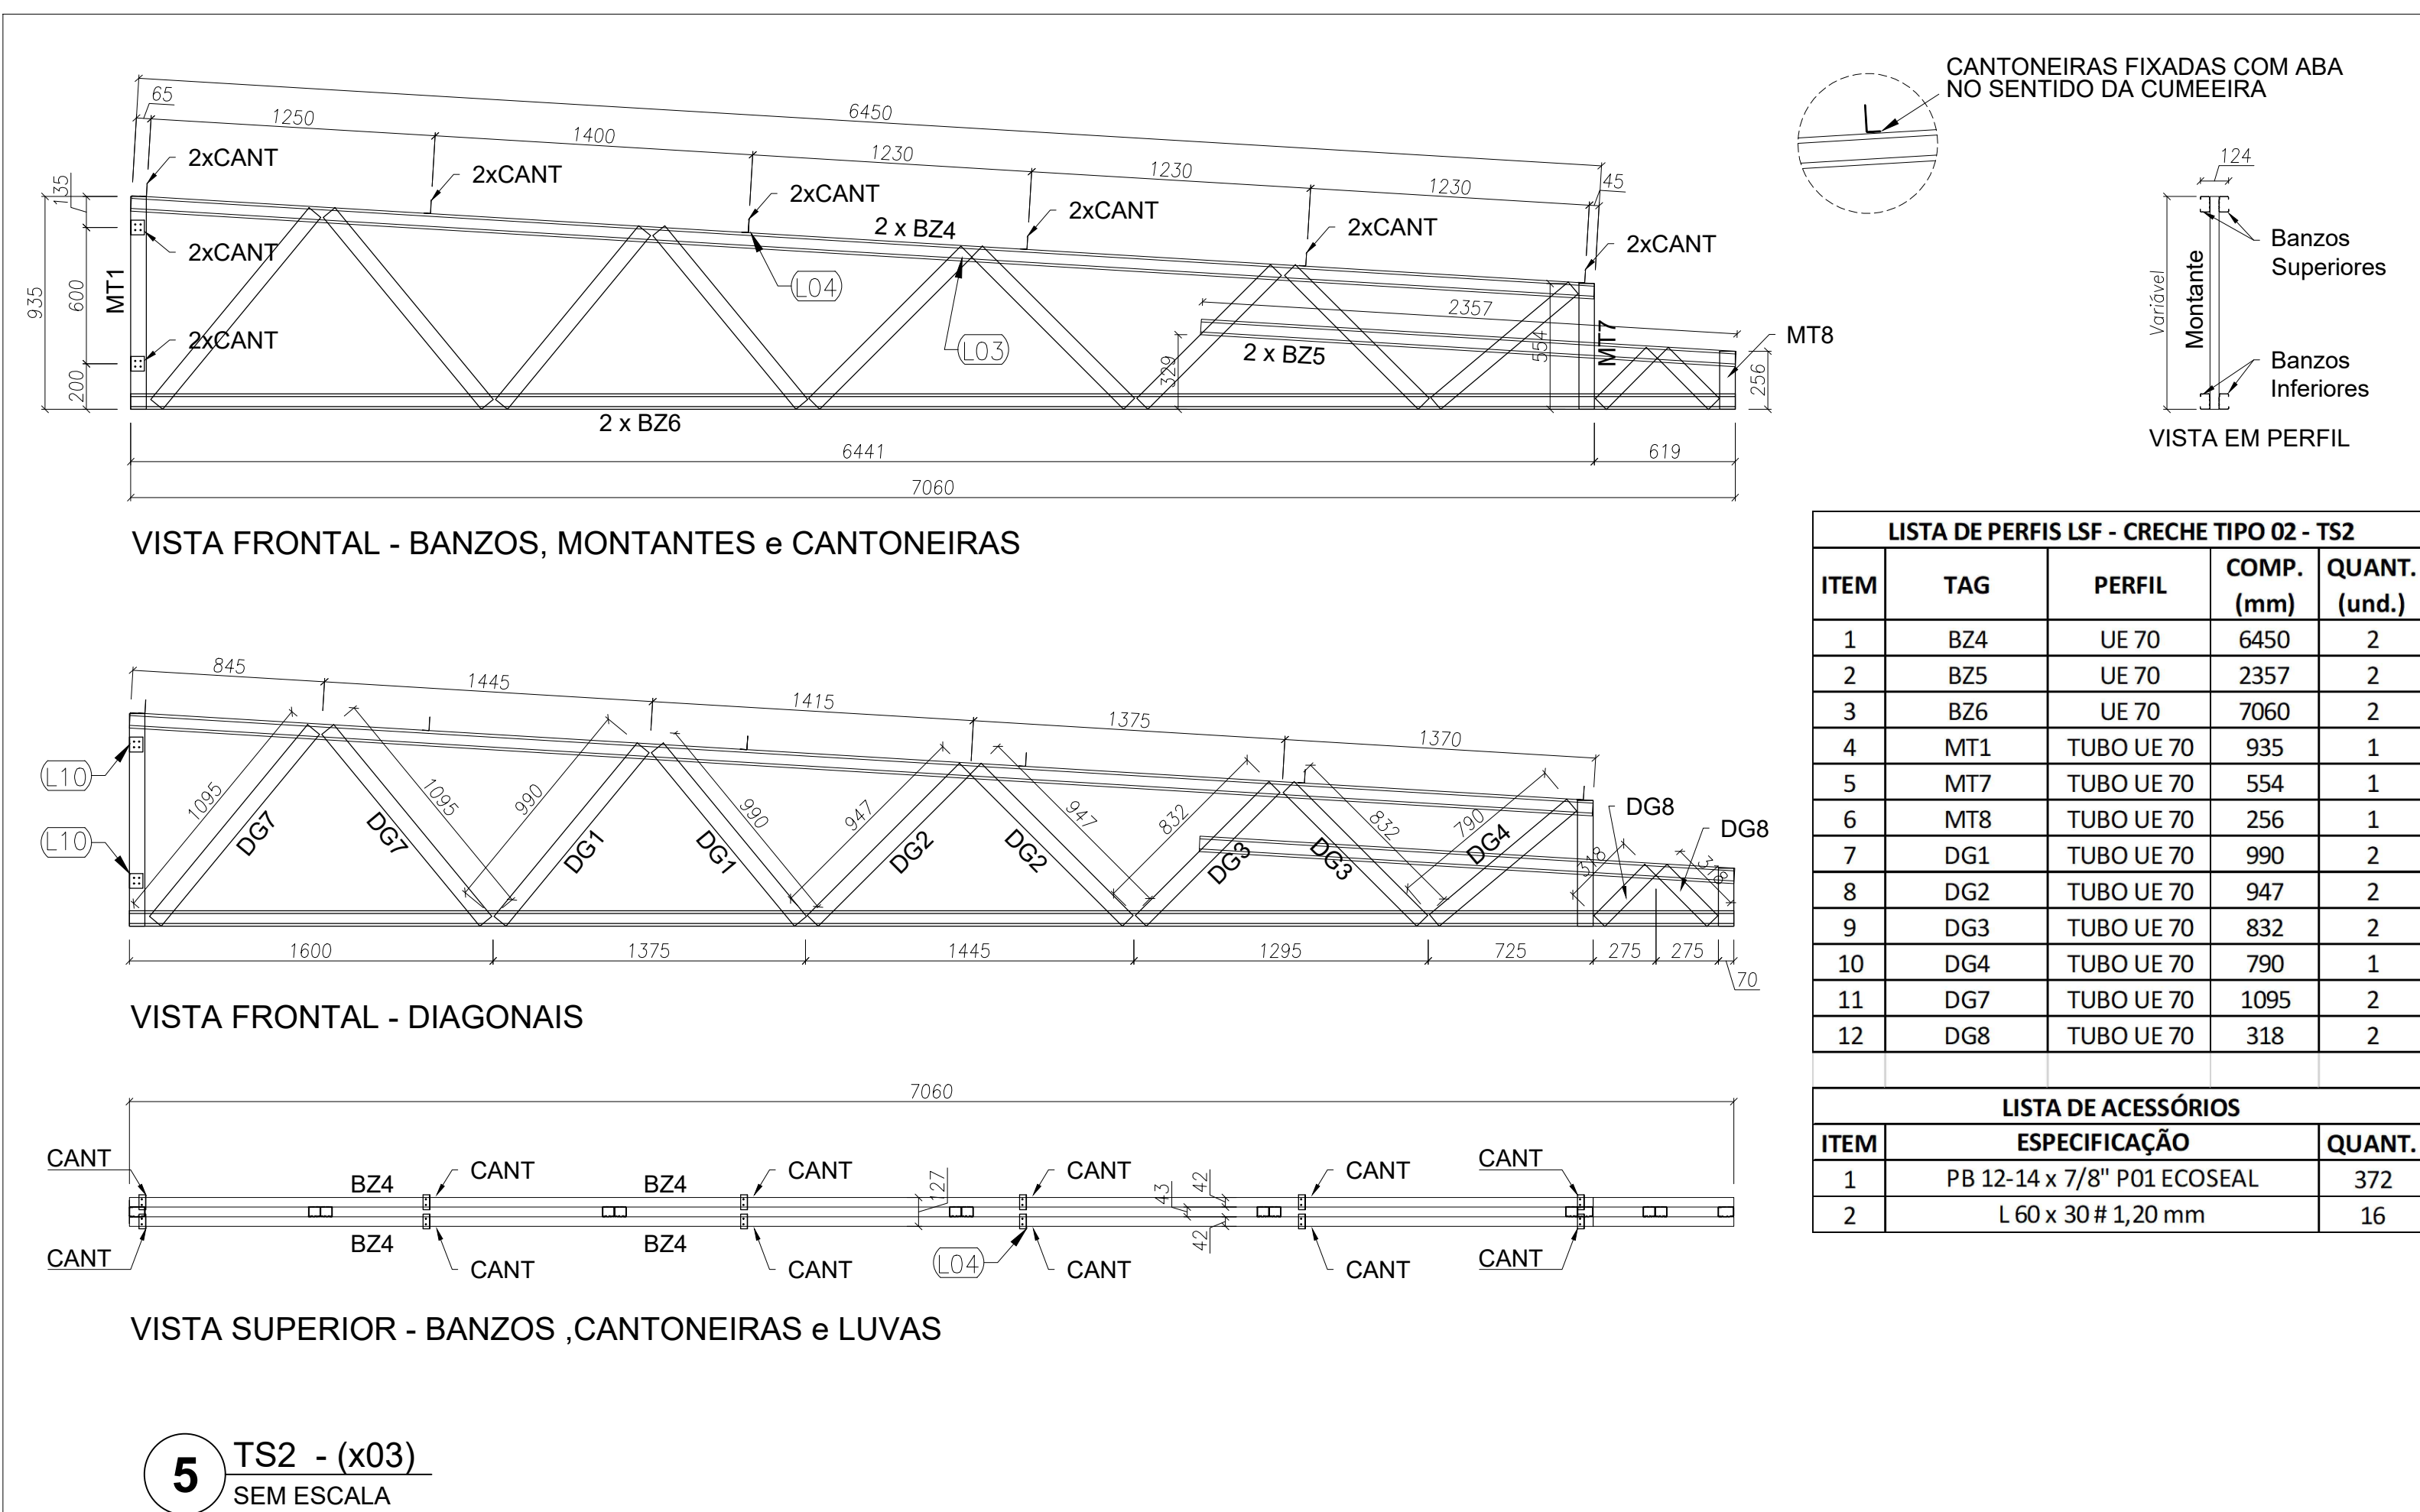 CANTONEIRAS FIXADAS COM ABA
NO SENTIDO DA CUMEEIRA
65
1250
1400
6450
1230
1230
1230
45
2xCANT
2xCANT
2xCANT
2xCANT
2xCANT
2xCANT
2xCANT
2xCANT
135
600
200
935
MT1
2 x BZ4
L04
L03
2357
2 x BZ5
329
554
MT7
MT8
256
2 x BZ6
6441
619
7060
124
Variável
Montante
Banzos
Superiores
Banzos
Inferiores
VISTA EM PERFIL
VISTA FRONTAL - BANZOS, MONTANTES e CANTONEIRAS
845
1445
1415
1375
1370
L10
L10
1095
DG7
1095
DG7
990
DG1
990
DG1
947
DG2
947
DG2
832
DG3
832
DG3
790
DG4
318
DG8
318
DG8
1600
1375
1445
1295
725
275
275
70
VISTA FRONTAL - DIAGONAIS
7060
CANT
BZ4
CANT
BZ4
CANT
127
CANT
43
42
CANT
CANT
CANT
BZ4
CANT
BZ4
CANT
L04
CANT
42
CANT
CANT
VISTA SUPERIOR - BANZOS ,CANTONEIRAS e LUVAS
5
TS2 - (x03)
SEM ESCALA
LISTA DE PERFIS LSF - CRECHE TIPO 02 - TS2
ITEM TAG PERFIL COMP. (mm) QUANT. (und.)
1 BZ4 UE 70 6450 2
2 BZ5 UE 70 2357 2
3 BZ6 UE 70 7060 2
4 MT1 TUBO UE 70 935 1
5 MT7 TUBO UE 70 554 1
6 MT8 TUBO UE 70 256 1
7 DG1 TUBO UE 70 990 2
8 DG2 TUBO UE 70 947 2
9 DG3 TUBO UE 70 832 2
10 DG4 TUBO UE 70 790 1
11 DG7 TUBO UE 70 1095 2
12 DG8 TUBO UE 70 318 2
LISTA DE ACESSÓRIOS
ITEM ESPECIFICAÇÃO QUANT.
1 PB 12-14 x 7/8" P01 ECOSEAL 372
2 L 60 x 30 # 1,20 mm 16